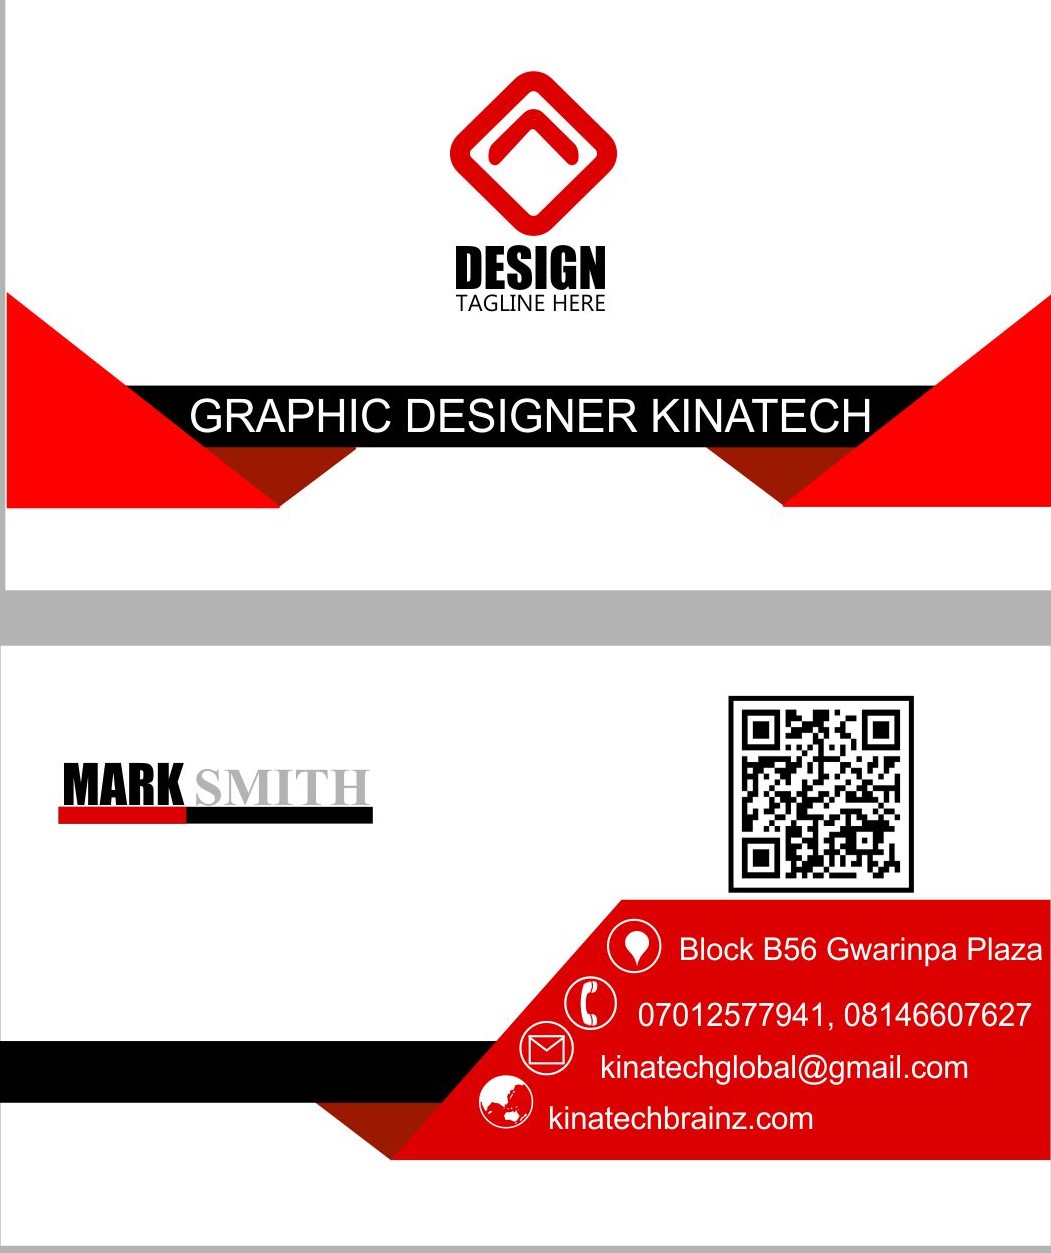 DESIGN
TAGLINE HERE
GRAPHIC DESIGNER KINATECH
MARK SMITH
Block B56 Gwarinpa Plaza
07012577941, 08146607627
kinatechglobal@gmail.com
kinatechbrainz.com